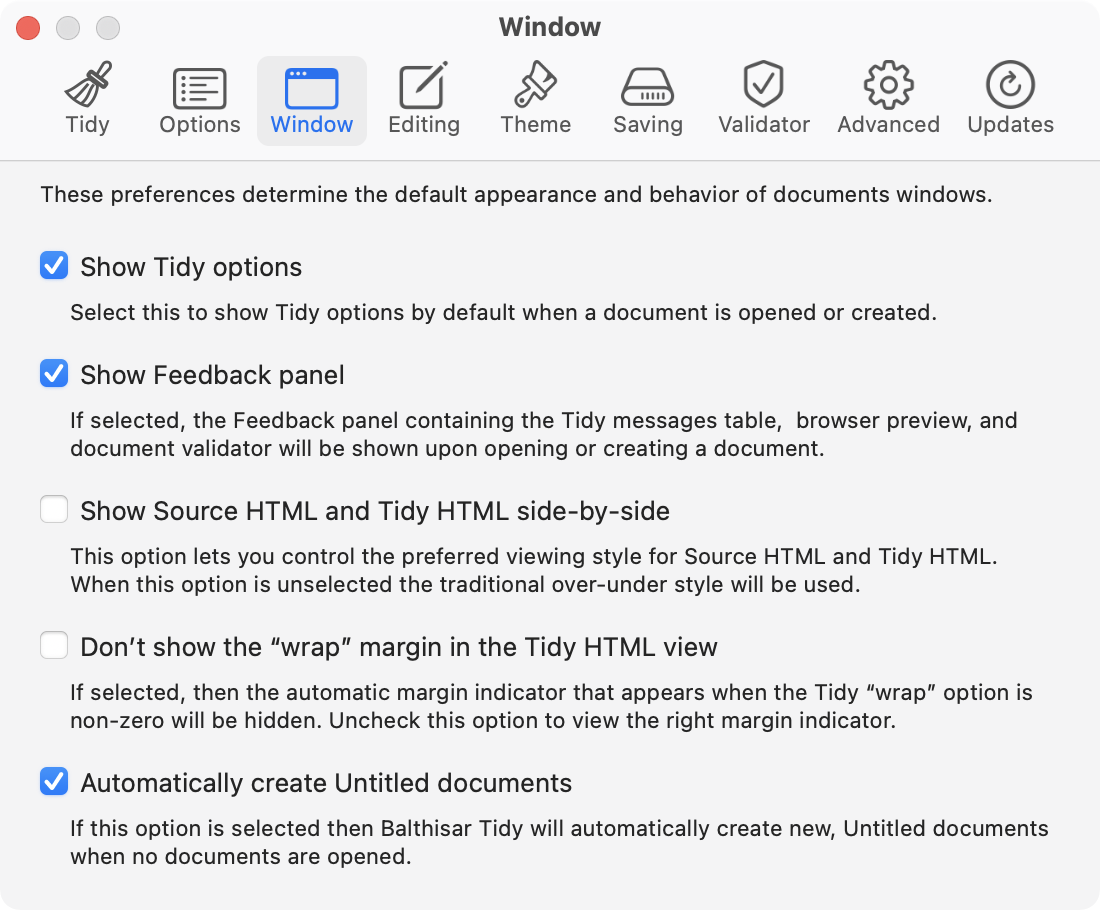 Window
Tidy Options Window Editing Theme Saving Validator Advanced Updates
These preferences determine the default appearance and behavior of documents windows.
Show Tidy options
Select this to show Tidy options by default when a document is opened or created.
Show Feedback panel
If selected, the Feedback panel containing the Tidy messages table,  browser preview, and
document validator will be shown upon opening or creating a document.
Show Source HTML and Tidy HTML side-by-side
This option lets you control the preferred viewing style for Source HTML and Tidy HTML.
When this option is unselected the traditional over-under style will be used.
Don’t show the “wrap” margin in the Tidy HTML view
If selected, then the automatic margin indicator that appears when the Tidy “wrap” option is
non-zero will be hidden. Uncheck this option to view the right margin indicator.
Automatically create Untitled documents
If this option is selected then Balthisar Tidy will automatically create new, Untitled documents
when no documents are opened.